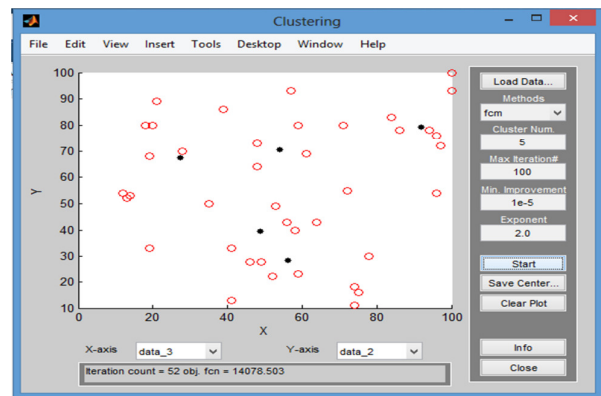 Clustering
File Edit View Insert Tools Desktop Window Help
100
90
80
70
60
50
40
30
20
10
0 20 40 60 80 100
Y
X
X-axis data_3 Y-axis data_2
Iteration count = 52 obj. fcn = 14078.503
Load Data...
Methods
fcm
Cluster Num.
5
Max Iteration#
100
Min. Improvement
1e-5
Exponent
2.0
Start
Save Center...
Clear Plot
Info
Close